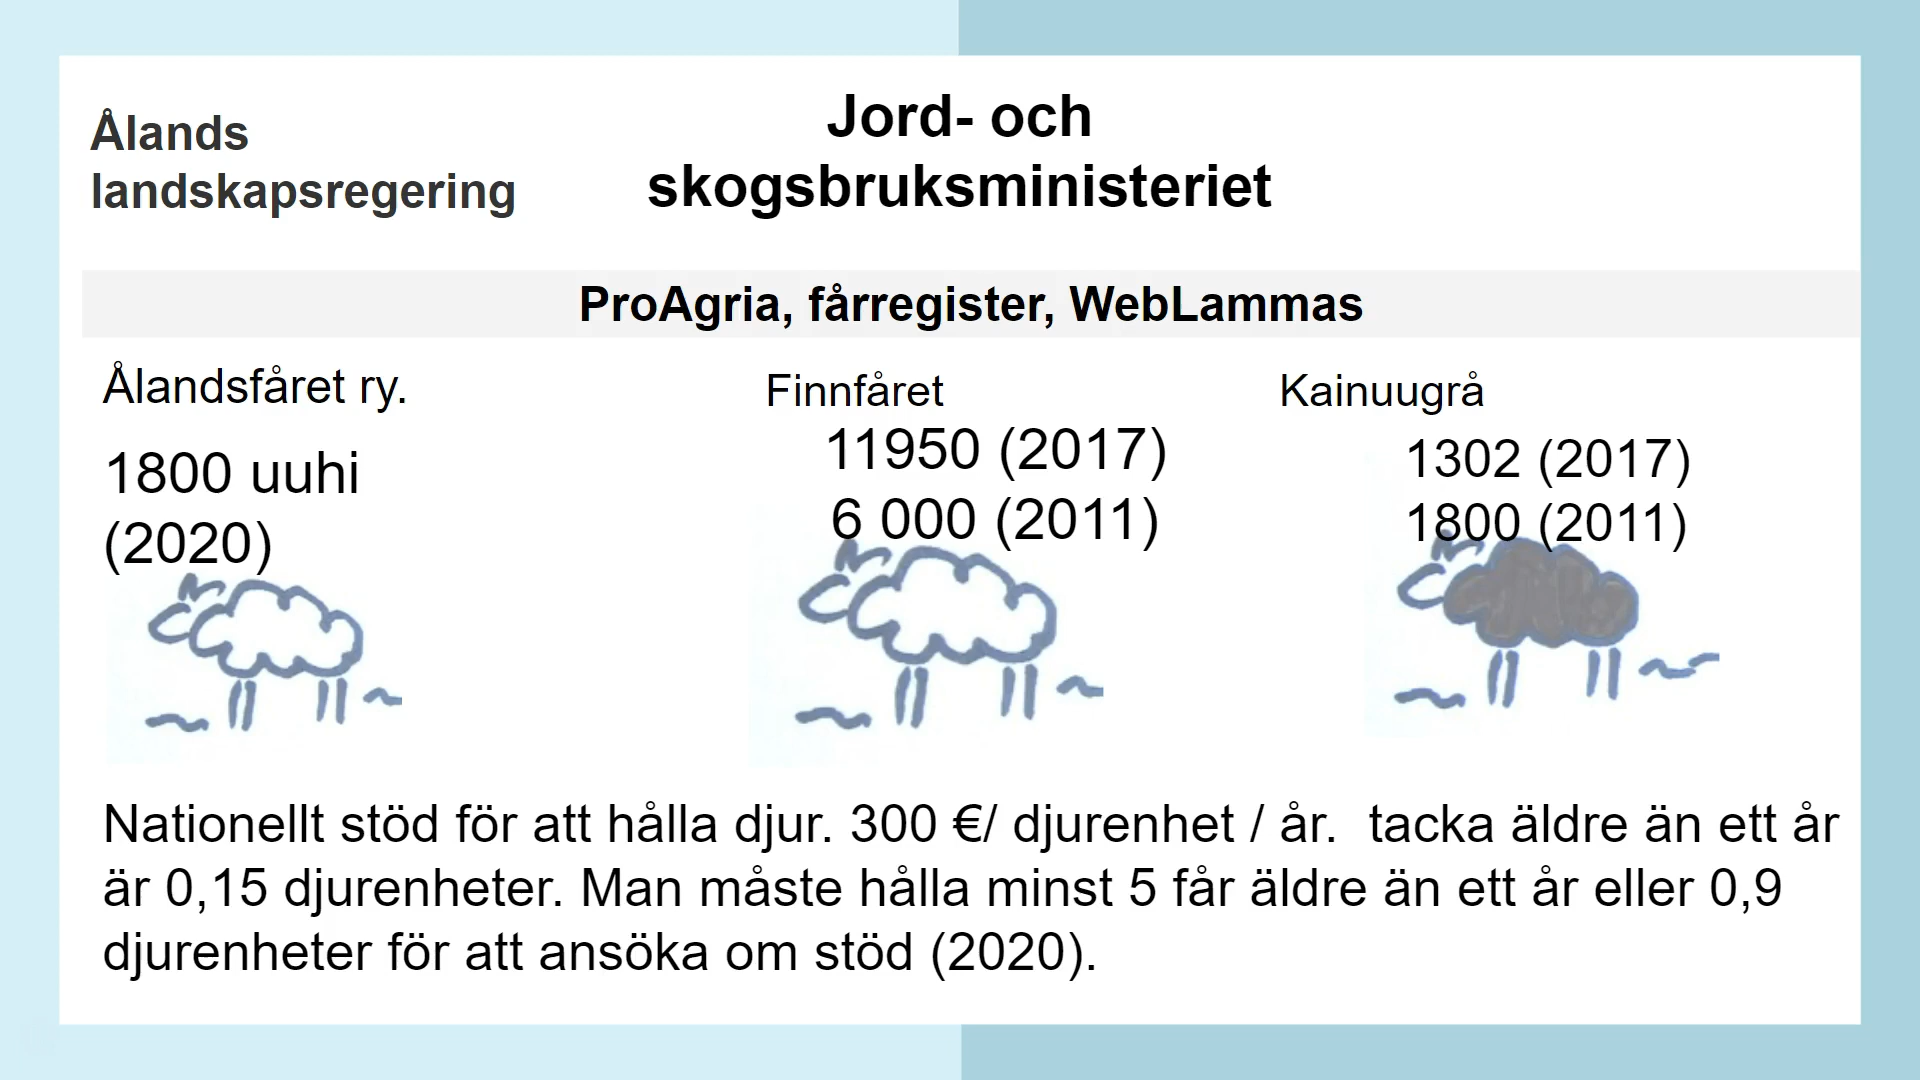 Ålands
landskapsregering
Jord- och
skogsbruksministeriet
ProAgria, fårregister, WebLammas
Ålandsfåret ry.
1800 uuhi
(2020)
Finnfåret
11950 (2017)
6 000 (2011)
Kainuugrå
1302 (2017)
1800 (2011)
Nationellt stöd för att hålla djur. 300 €/ djurenhet / år.  tacka äldre än ett år
är 0,15 djurenheter. Man måste hålla minst 5 får äldre än ett år eller 0,9
djurenheter för att ansöka om stöd (2020).